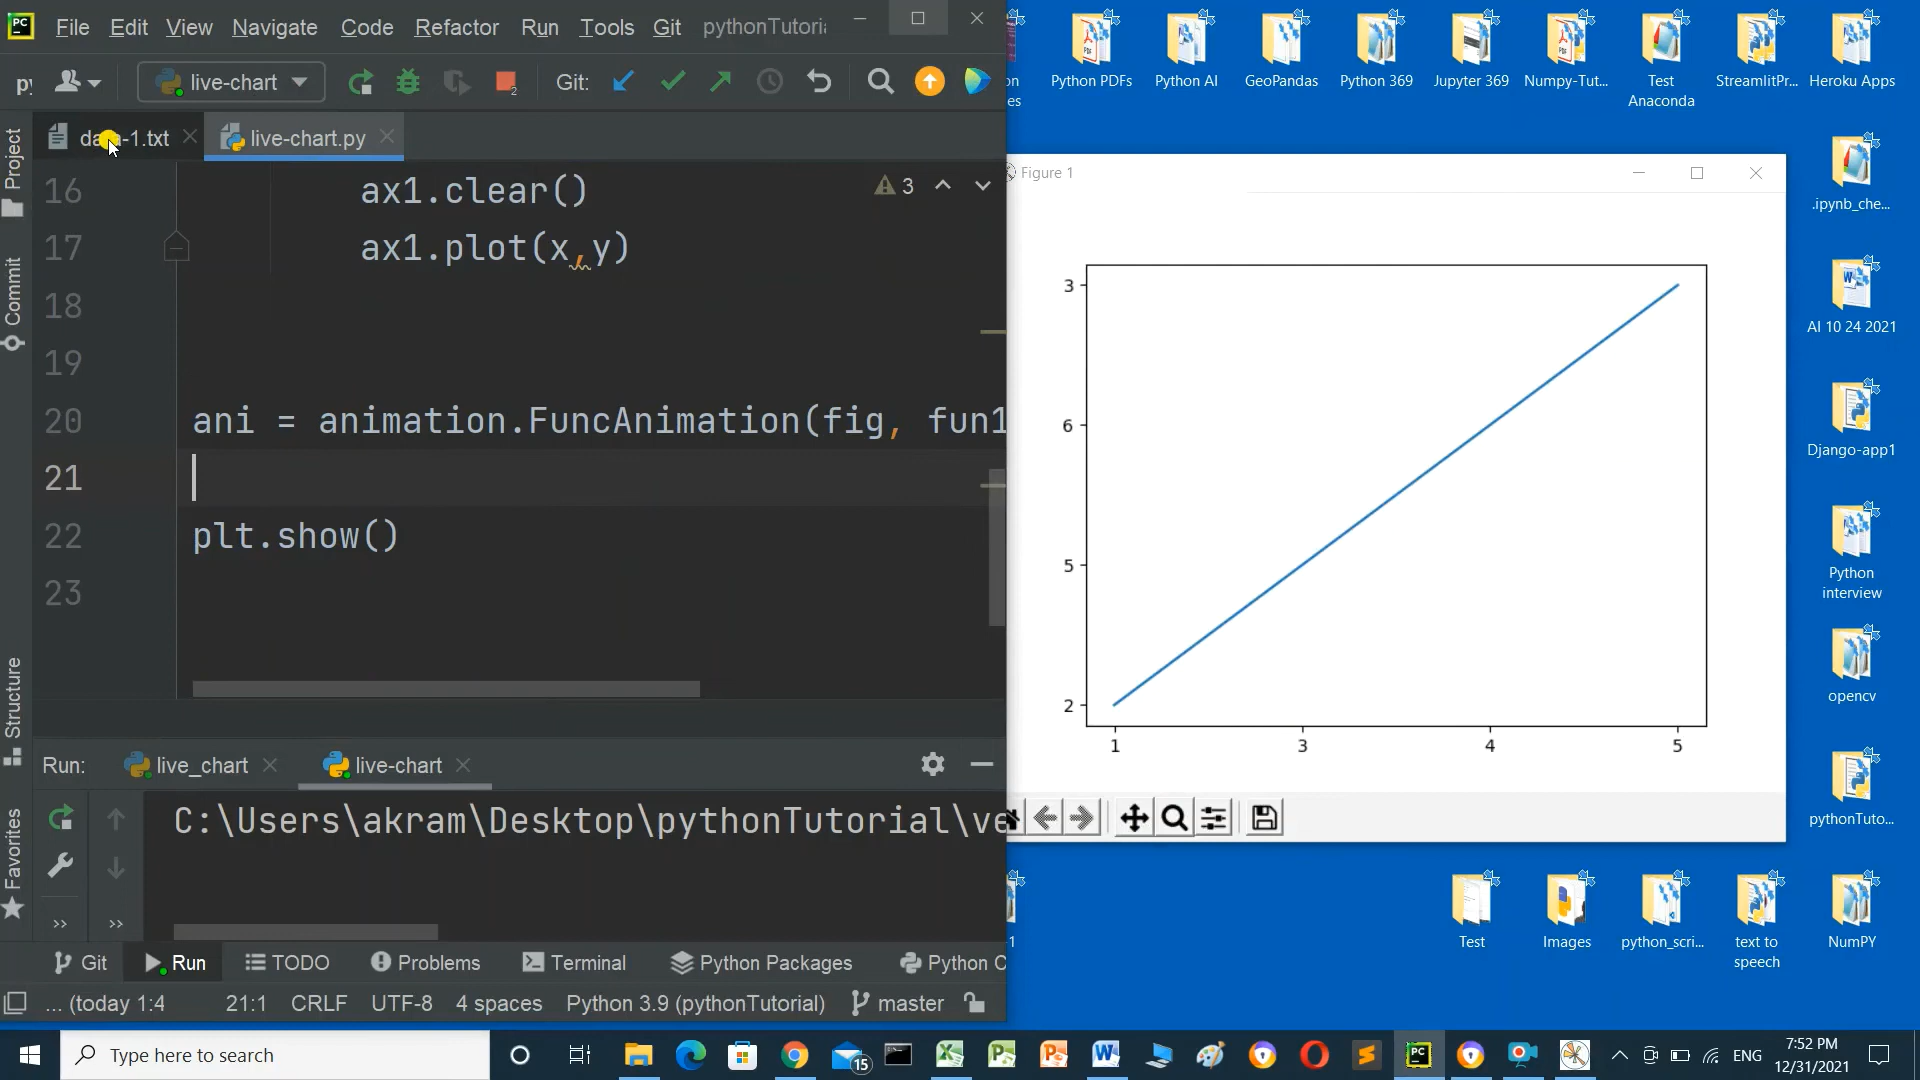 PC File Edit View Navigate Code Refactor Run Tools Git pythonTutori
live-chart 2 Git:
data-1.txt live-chart.py
Project
Commit
Structure
Favorites
16 ax1.clear() 3
17 ax1.plot(x,y)
18
19
20 ani = animation.FuncAnimation(fig, fun1
21
22 plt.show()
23
Run: live_chart live-chart
C:\Users\akram\Desktop\pythonTutorial\ve
Git Run TODO Problems Terminal Python Packages Python C
... (today 1:4 21:1 CRLF UTF-8 4 spaces Python 3.9 (pythonTutorial) master
Figure 1
3
6
5
2
1 3 4 5
Python PDFs
Python AI
GeoPandas
Python 369
Jupyter 369
Numpy-Tut...
Test
Anaconda
StreamlitPr...
Heroku Apps
.ipynb_che...
AI 10 24 2021
Django-app1
Python
interview
opencv
pythonTuto...
Test
Images
python_scri...
text to
speech
NumPY
Type here to search
15
PC
ENG
7:52 PM
12/31/2021